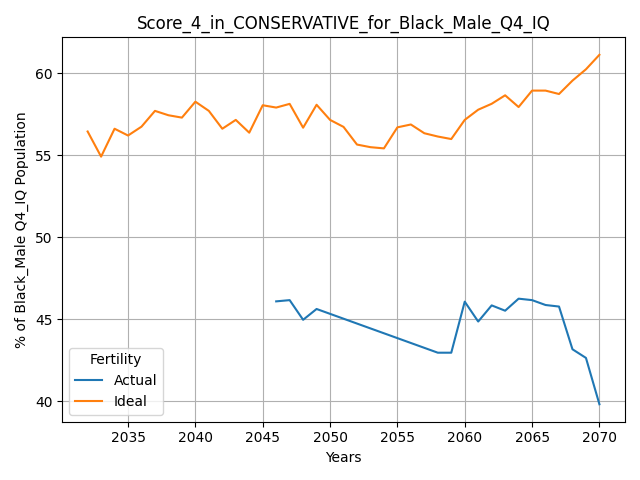 Score_4_in_CONSERVATIVE_for_Black_Male_Q4_IQ
% of Black_Male Q4_IQ Population
60
55
50
45
40
Fertility
Actual
Ideal
2035 2040 2045 2050 2055 2060 2065 2070
Years